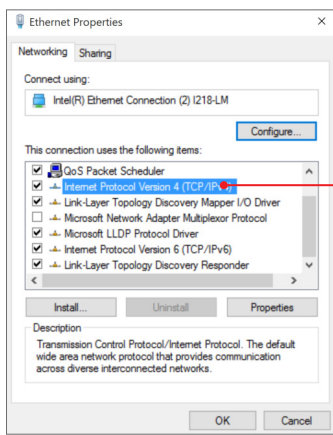 Ethernet Properties
Networking
Sharing
Connect using:
Intel(R) Ethernet Connection (2) I218-LM
Configure...
This connection uses the following items:
QoS Packet Scheduler
Internet Protocol Version 4 (TCP/IPv4)
Link-Layer Topology Discovery Mapper I/O Driver
Microsoft Network Adapter Multiplexor Protocol
Microsoft LLDP Protocol Driver
Internet Protocol Version 6 (TCP/IPv6)
Link-Layer Topology Discovery Responder
Install...
Uninstall
Properties
Description
Transmission Control Protocol/Internet Protocol. The default
wide area network protocol that provides communication
across diverse interconnected networks.
OK
Cancel